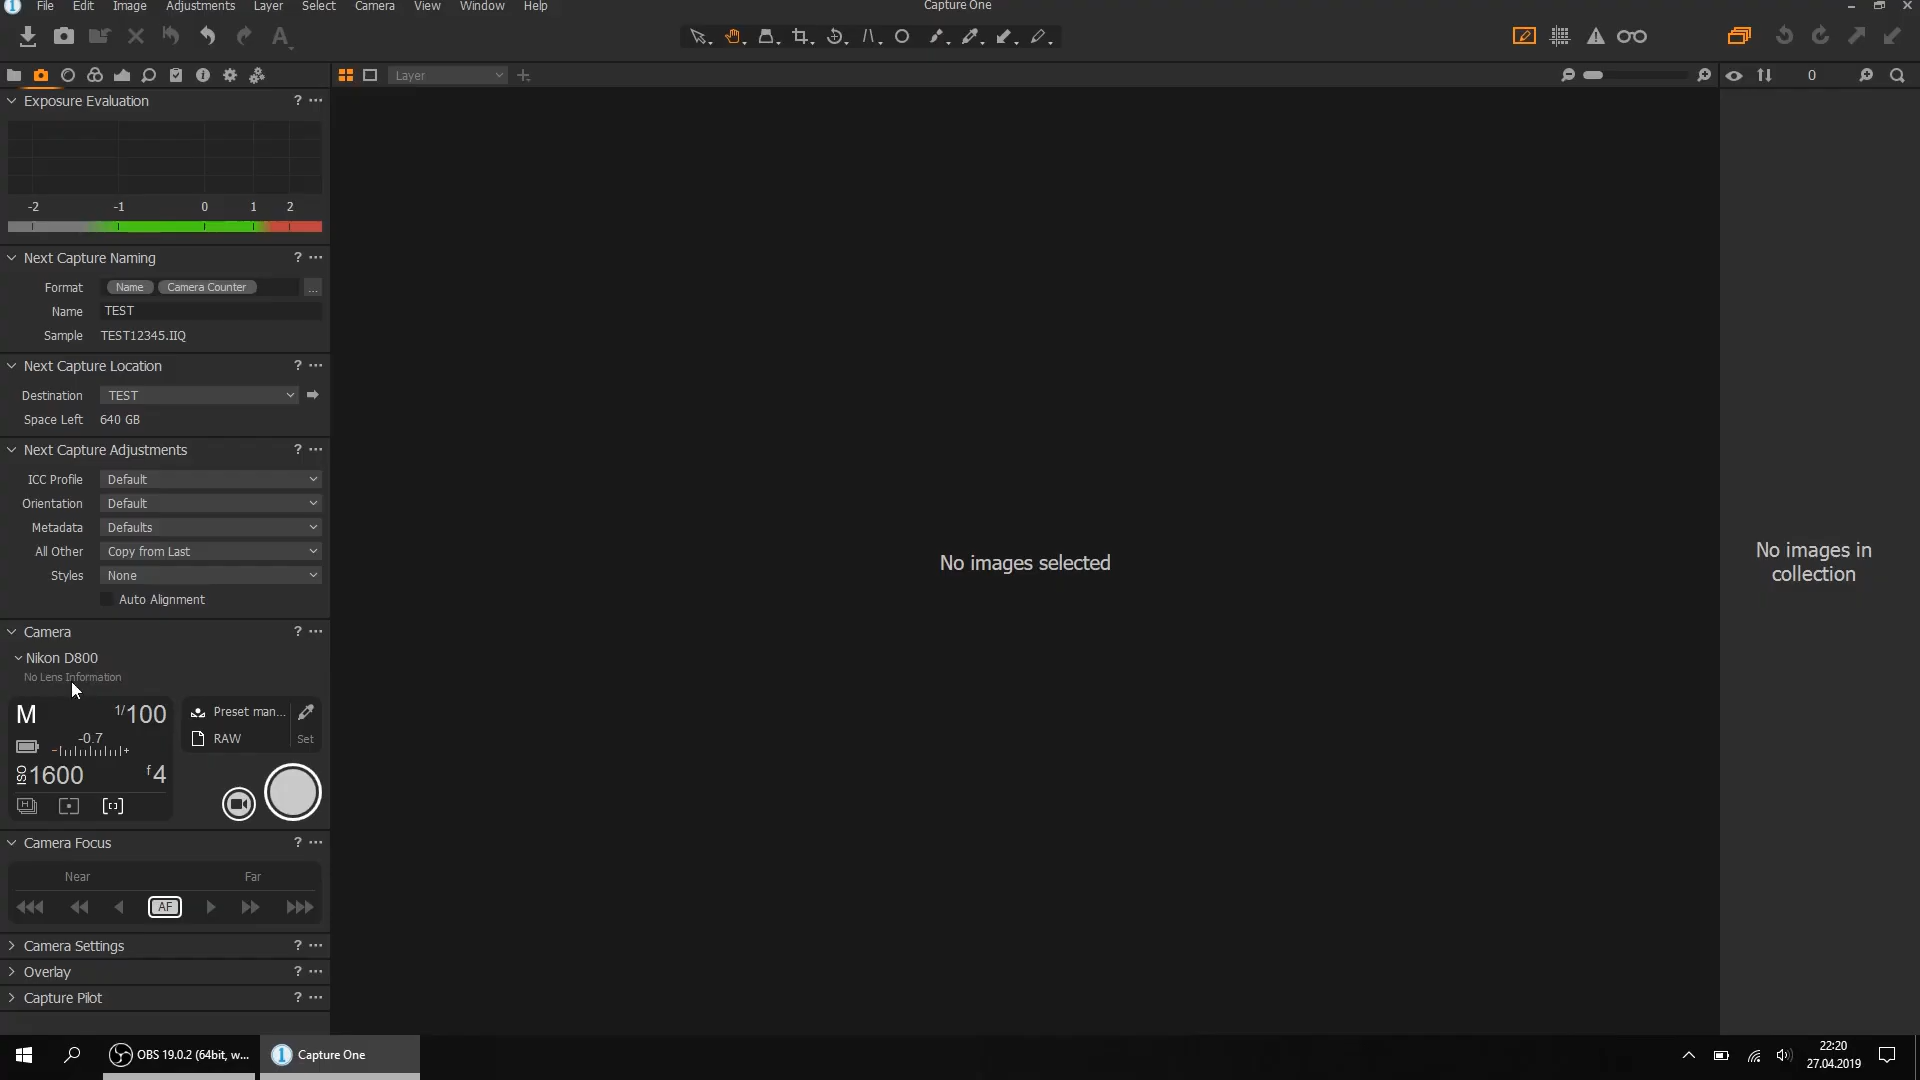 File Edit Image Adjustments Layer Select Camera View Window Help
Capture One
Layer
0
Exposure Evaluation ? ...
-2 -1 0 1 2
Next Capture Naming ? ...
Format Name Camera Counter ...
Name TEST
Sample TEST12345.IIQ
Next Capture Location ? ...
Destination TEST
Space Left 640 GB
Next Capture Adjustments ? ...
ICC Profile Default
Orientation Default
Metadata Defaults
All Other Copy from Last
Styles None
Auto Alignment
Camera ? ...
Nikon D800
No Lens Information
M 1/100
Preset man...
-0.7
- +
RAW Set
ISO 1600 f 4
H
Camera Focus ? ...
Near Far
AF
Camera Settings ? ...
Overlay ? ...
Capture Pilot ? ...
No images selected
No images in
collection
OBS 19.0.2 (64bit, w...
Capture One
22:20
27.04.2019